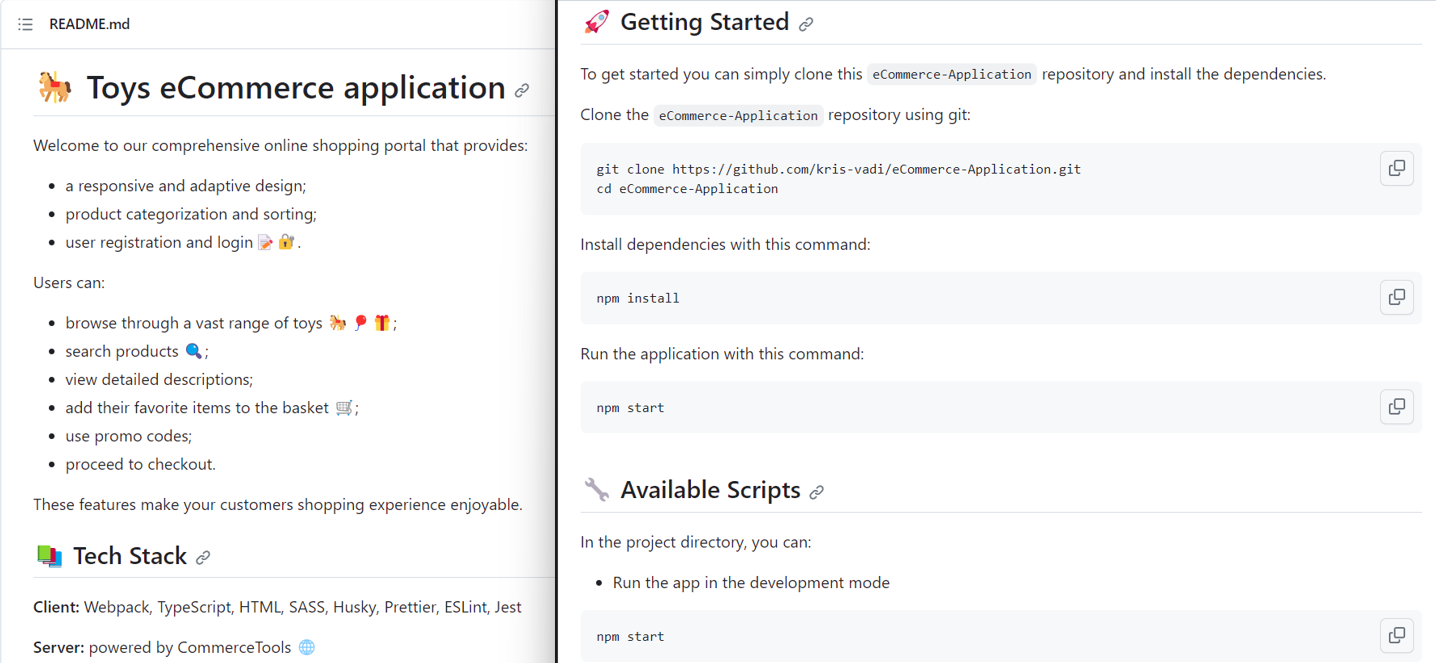 README.md
🎠 Toys eCommerce application
Welcome to our comprehensive online shopping portal that provides:
• a responsive and adaptive design;
• product categorization and sorting;
• user registration and login 📝 🔐.
Users can:
• browse through a vast range of toys 🎠 🎈 🎁;
• search products 🔍;
• view detailed descriptions;
• add their favorite items to the basket 🛒;
• use promo codes;
• proceed to checkout.
These features make your customers shopping experience enjoyable.
📚 Tech Stack
Client: Webpack, TypeScript, HTML, SASS, Husky, Prettier, ESLint, Jest
Server: powered by CommerceTools 🌐
🚀 Getting Started
To get started you can simply clone this eCommerce-Application repository and install the dependencies.
Clone the eCommerce-Application repository using git:
git clone https://github.com/kris-vadi/eCommerce-Application.git
cd eCommerce-Application
Install dependencies with this command:
npm install
Run the application with this command:
npm start
🔧 Available Scripts
In the project directory, you can:
• Run the app in the development mode
npm start